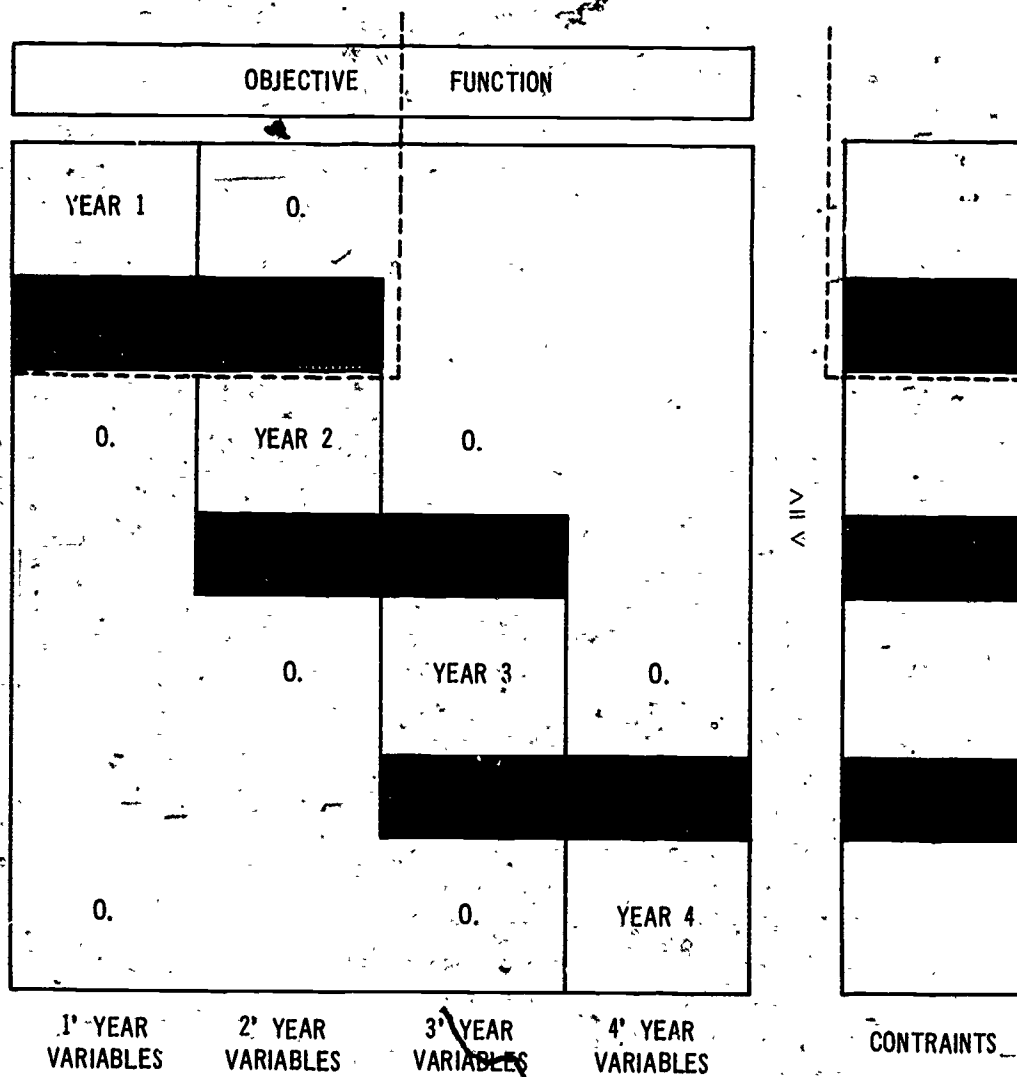 OBJECTIVE FUNCTION
YEAR 1 0.
0. YEAR 2 0.
< = >
0. YEAR 3 0.
0. 0. YEAR 4
1' YEAR VARIABLES
2' YEAR VARIABLES
3' YEAR VARIABLES
4' YEAR VARIABLES
CONTRAINTS